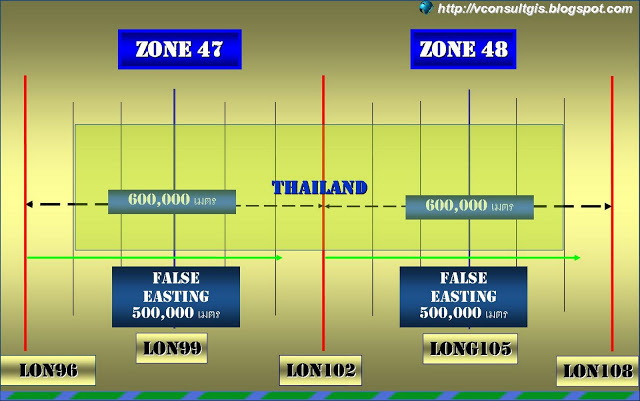 http://vconsultgis.blogspot.com
ZONE 47
ZONE 48
THAILAND
600,000 เมตร
600,000 เมตร
FALSE
EASTING
500,000 เมตร
FALSE
EASTING
500,000 เมตร
LON99
LONG105
LON96
LON102
LON108